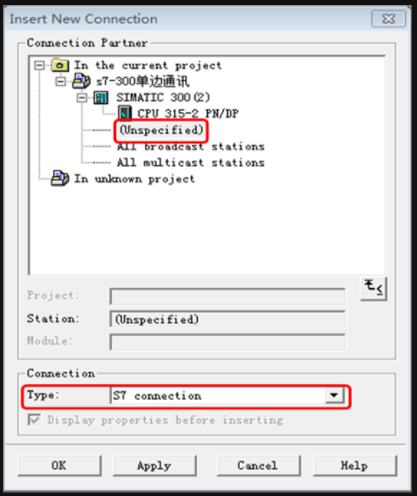 Insert New Connection
Connection Partner
In the current project
s7-300单边通讯
SIMATIC 300(2)
CPU 315-2 PN/DP
(Unspecified)
All broadcast stations
All multicast stations
In unknown project
Project:
Station: (Unspecified)
Module:
Connection
Type: S7 connection
Display properties before inserting
OK Apply Cancel Help